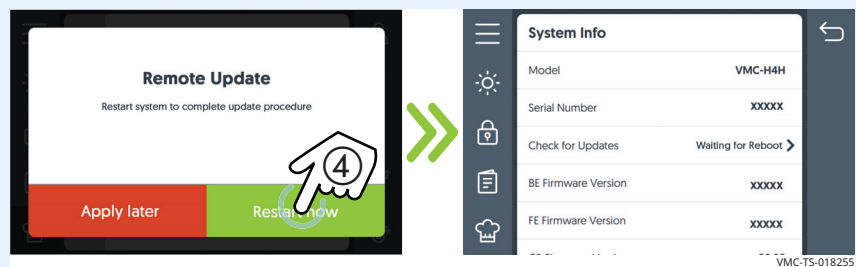 Remote Update
Restart system to complete update procedure
4
Apply later
Restart now
System Info
Model VMC-H4H
Serial Number XXXXX
Check for Updates Waiting for Reboot
BE Firmware Version XXXXX
FE Firmware Version XXXXX
VMC-TS-018255